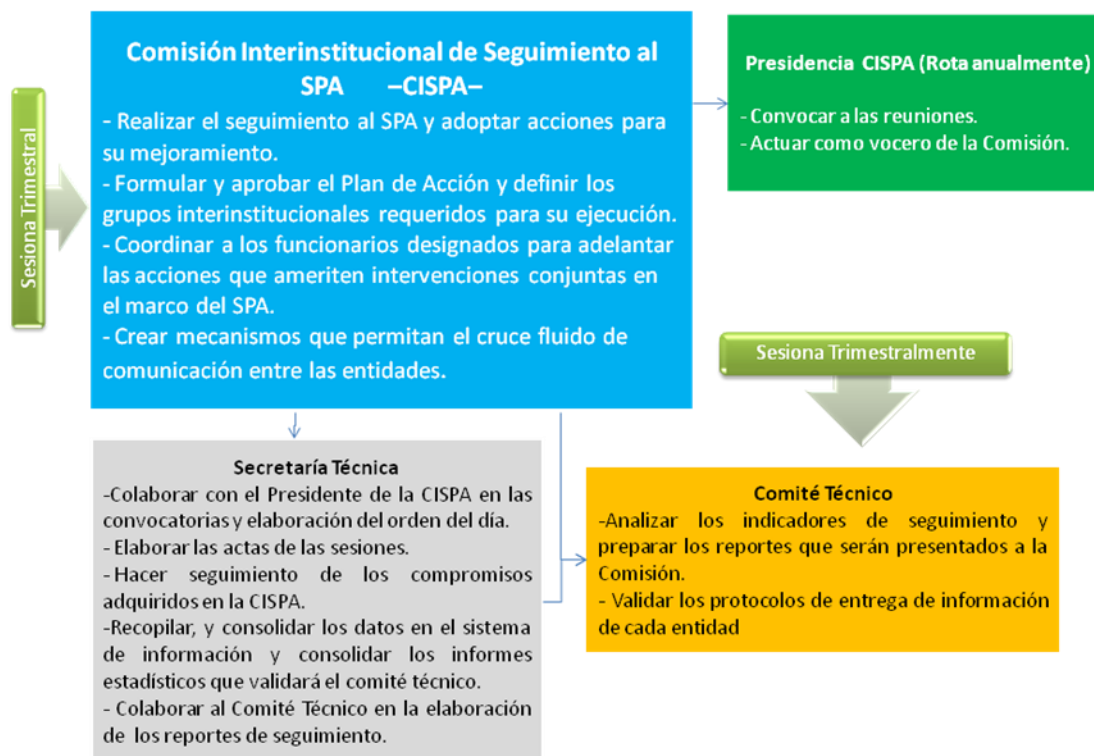 Sesiona Trimestral
Comisión Interinstitucional de Seguimiento al
SPA –CISPA–
- Realizar el seguimiento al SPA y adoptar acciones para
su mejoramiento.
- Formular y aprobar el Plan de Acción y definir los
grupos interinstitucionales requeridos para su ejecución.
- Coordinar a los funcionarios designados para adelantar
las acciones que ameriten intervenciones conjuntas en
el marco del SPA.
- Crear mecanismos que permitan el cruce fluido de
comunicación entre las entidades.
Presidencia CISPA (Rota anualmente)
- Convocar a las reuniones.
- Actuar como vocero de la Comisión.
Sesiona Trimestralmente
Secretaría Técnica
-Colaborar con el Presidente de la CISPA en las
convocatorias y elaboración del orden del día.
- Elaborar las actas de las sesiones.
- Hacer seguimiento de los compromisos
adquiridos en la CISPA.
-Recopilar, y consolidar los datos en el sistema
de información y consolidar los informes
estadísticos que validará el comité técnico.
- Colaborar al Comité Técnico en la elaboración
de los reportes de seguimiento.
Comité Técnico
-Analizar los indicadores de seguimiento y
preparar los reportes que serán presentados a la
Comisión.
- Validar los protocolos de entrega de información
de cada entidad